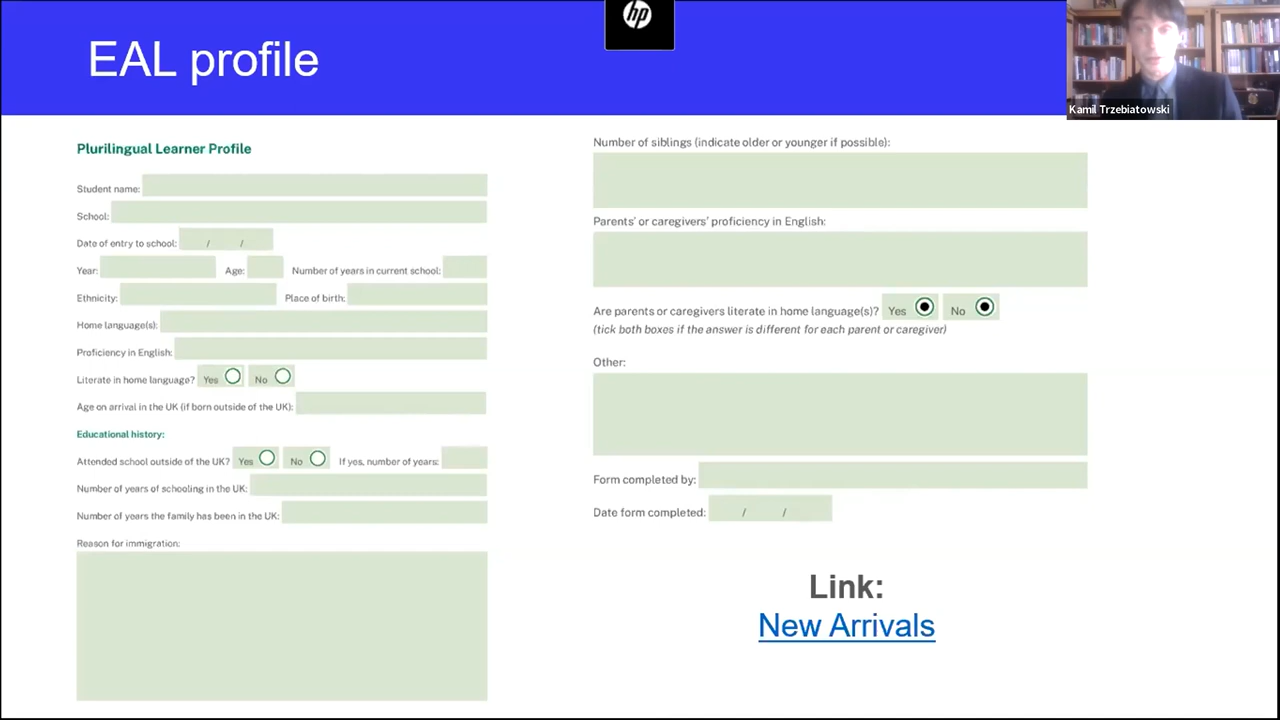 EAL profile
hp
Kamil Trzebiatowski
Plurilingual Learner Profile
Student name:
School:
Date of entry to school: / /
Year: Age: Number of years in current school:
Ethnicity: Place of birth:
Home language(s):
Proficiency in English:
Literate in home language? Yes No
Age on arrival in the UK (if born outside of the UK):
Educational history:
Attended school outside of the UK? Yes No If yes, number of years:
Number of years of schooling in the UK:
Number of years the family has been in the UK:
Reason for immigration:
Number of siblings (indicate older or younger if possible):
Parents' or caregivers' proficiency in English:
Are parents or caregivers literate in home language(s)? Yes No
(tick both boxes if the answer is different for each parent or caregiver)
Other:
Form completed by:
Date form completed: / /
Link:
New Arrivals